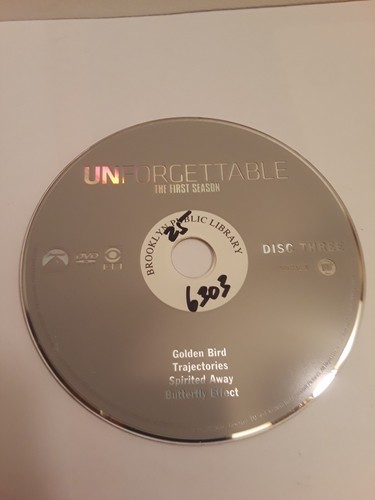 UNFORGETTABLE
THE FIRST SEASON
BROOKLYN PUBLIC LIBRARY
25
6303
DVD
DISC THREE
Golden Bird
Trajectories
Spirited Away
Butterfly Effect